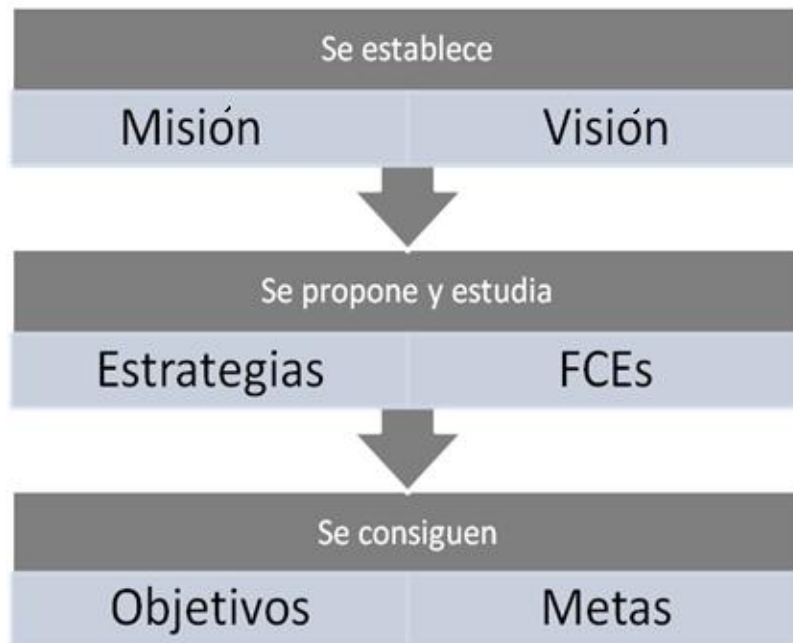 Se establece
Misión Visión
Se propone y estudia
Estrategias FCEs
Se consiguen
Objetivos Metas